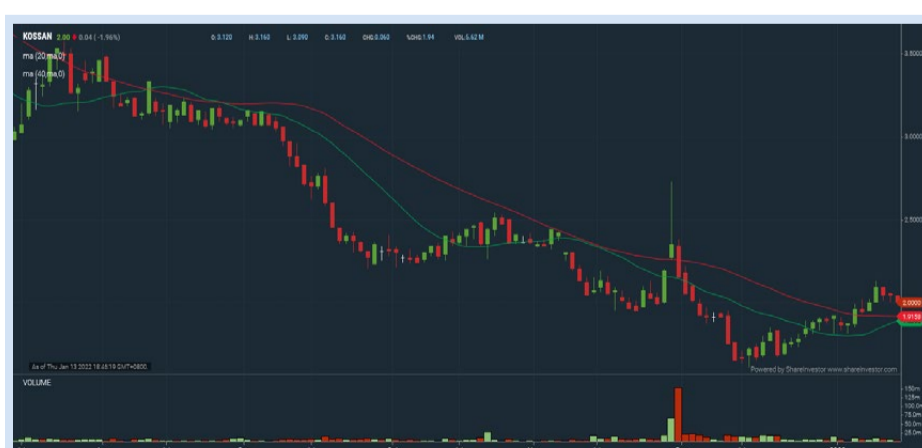 KOSSAN 2.00 0.04 (-1.96%) O: 3.120 H: 3.160 L: 3.090 C: 3.160 CHG:0.060 %CHG:1.94 VOL:6.62 M
ma (20,ma,0)
ma (40,ma,0)
3.5000
3.0000
2.5000
2.0000
1.9159
As of Thu Jan 13 2022 18:46:19 GMT+0800
Powered by ShareInvestor www.shareinvestor.com
VOLUME
150m
125m
100.0m
75.0m
50.0m
25.0m